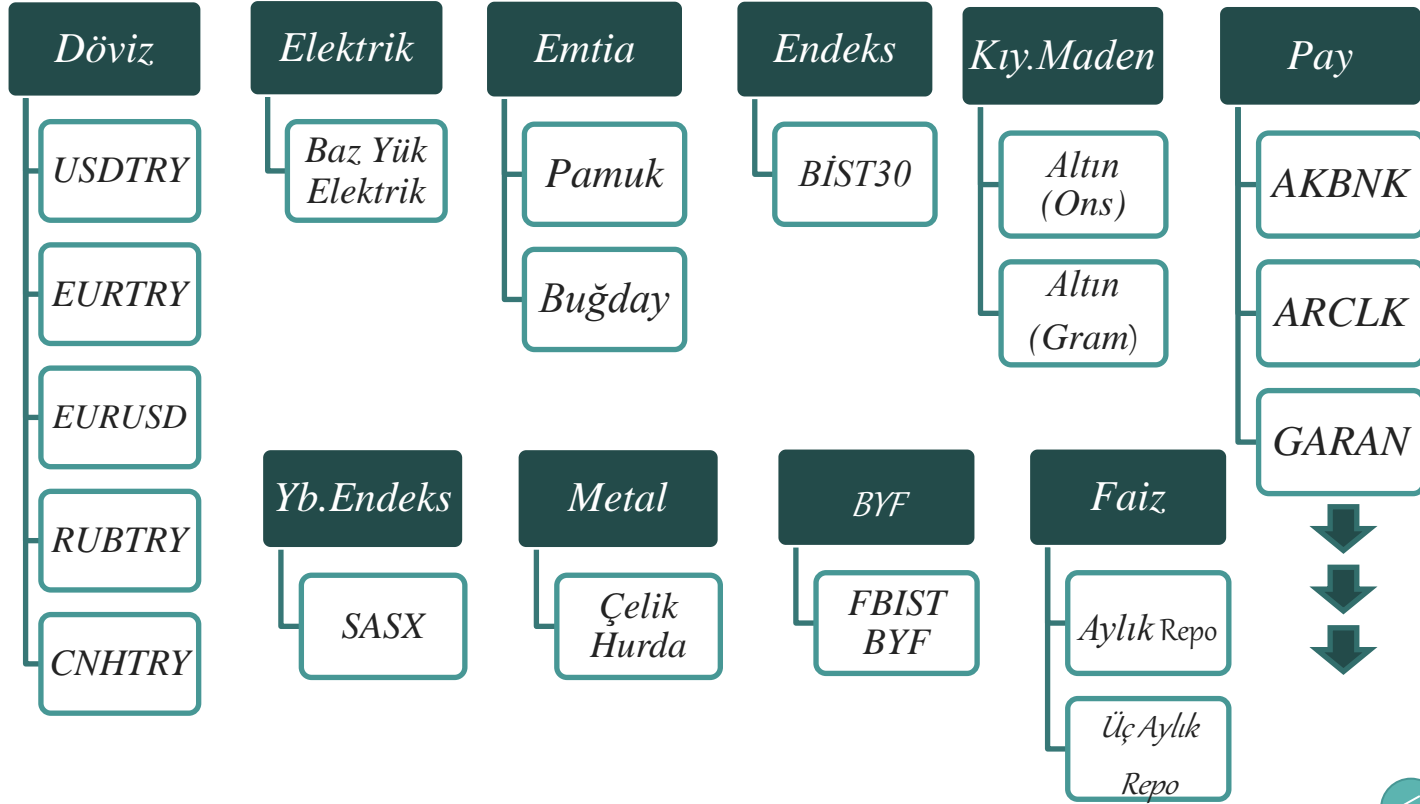 Döviz
USDTRY
EURTRY
EURUSD
RUBTRY
CNHTRY
Elektrik
Baz Yük
Elektrik
Emtia
Pamuk
Buğday
Endeks
BİST30
Kıy.Maden
Altın
(Ons)
Altın
(Gram)
Pay
AKBNK
ARCLK
GARAN
Yb.Endeks
SASX
Metal
Çelik
Hurda
BYF
FBIST
BYF
Faiz
Aylık Repo
Üç Aylık
Repo